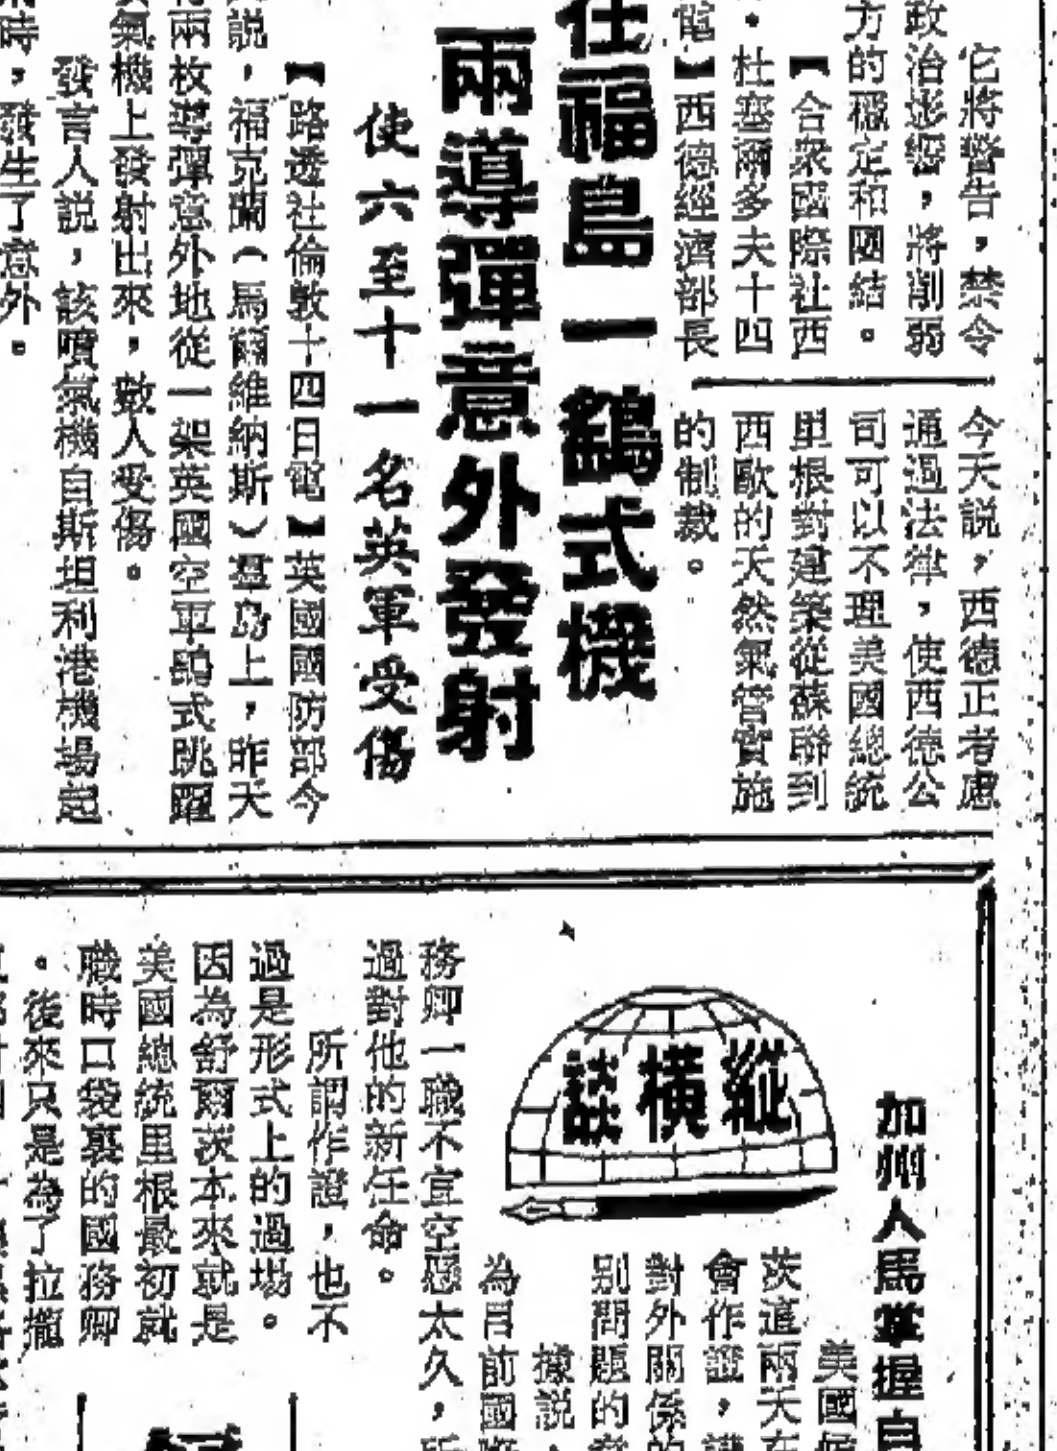 它將警告，禁令
政治影響，將削弱
方的穩定和團結。
【合衆國際社西
・杜塞爾多夫十四
電】西德經濟部長
今天説，西德正考慮
通過法律，使西德公
司可以不理美國總統
里根對建築從蘇聯到
西歐的天然氣管實施
的制裁。
在福島一鷂式機
兩導彈意外發射
使六至十一名英軍受傷
【路透社倫敦十四日電】英國國防部今
説，福克蘭（馬爾維納斯）羣島上，昨天
兩枚導彈意外地從一架英國空軍鷂式跳躍
氣機上發射出來，數人受傷。
發言人説，該噴氣機自斯坦利港機場起
時，發生了意外。
縱橫談
加州人馬掌握自
美國
茨這兩天在
會作證，
對外關係的
別問題的
據説，
為目前國
務卿一職不宜空懸太久，所
過對他的新任命。
所謂作證，也不
過是形式上的過場。
因為舒爾茨本來就是
美國總統里根最初就
職時口袋裏的國務卿
。後來只是為了拉攏